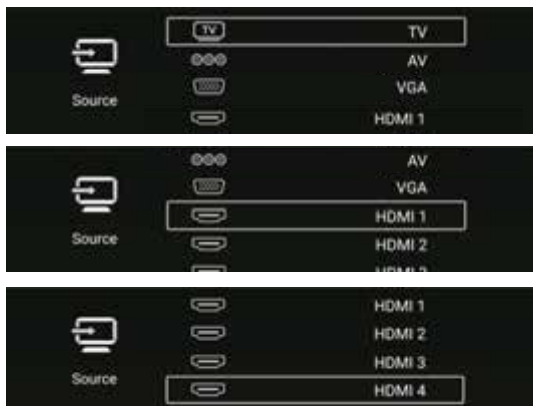 TV TV
AV
VGA
Source
HDMI 1
AV
VGA
HDMI 1
Source
HDMI 2
HDMI 1
HDMI 2
HDMI 3
Source
HDMI 4